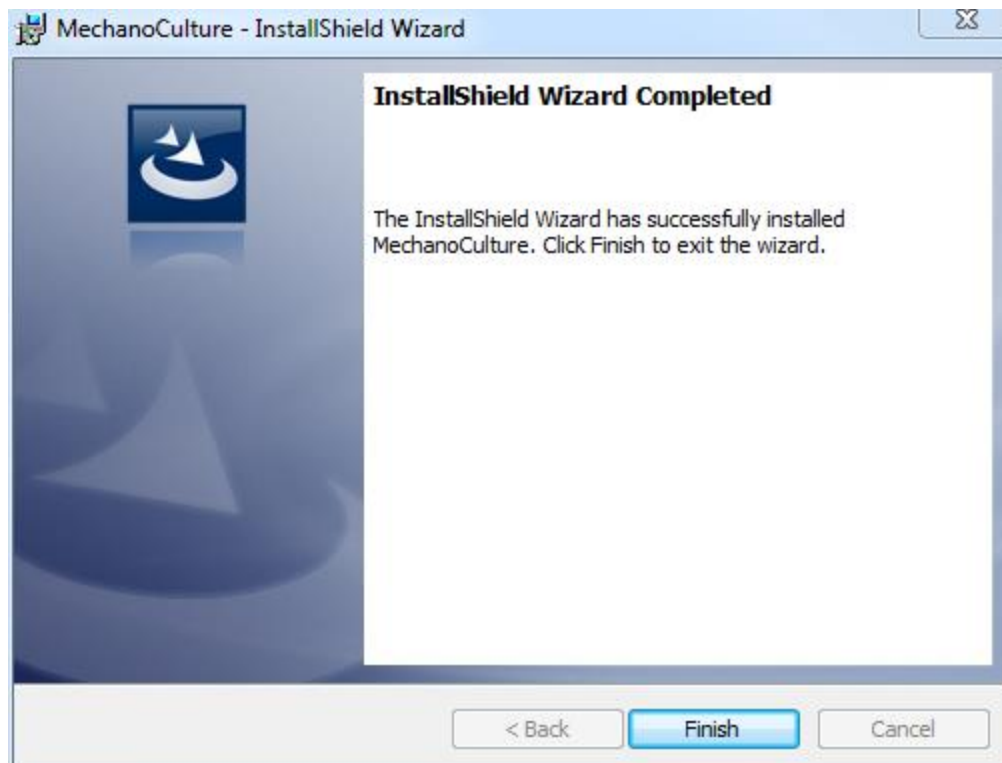 MechanoCulture - InstallShield Wizard
InstallShield Wizard Completed
The InstallShield Wizard has successfully installed
MechanoCulture. Click Finish to exit the wizard.
< Back
Finish
Cancel